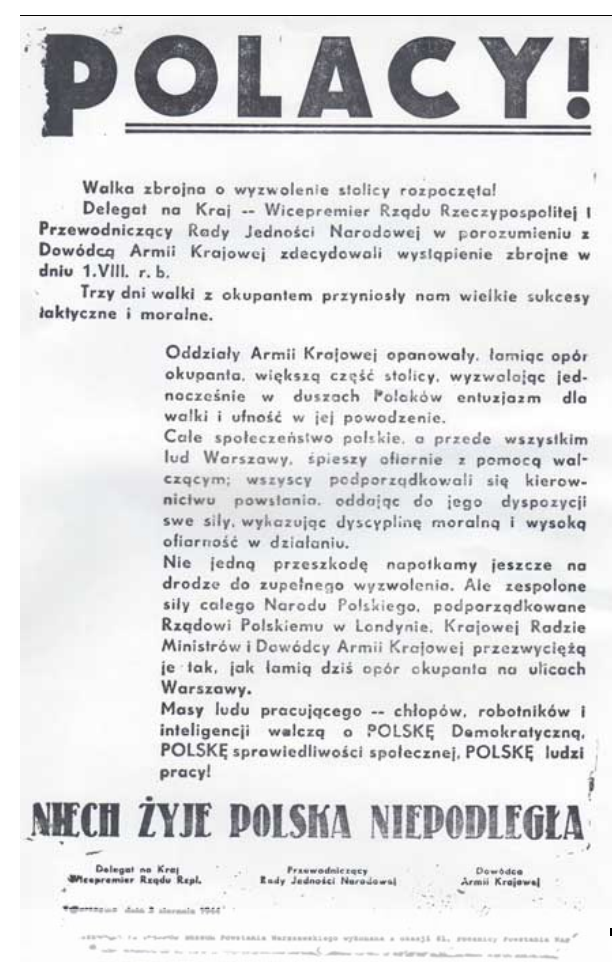 POLACY!
Walka zbrojna o wyzwolenie stolicy rozpoczęta!
Delegat na Kraj -- Wicepremier Rządu Rzeczypospolitej I
Przewodniczący Rady Jedności Narodowej w porozumieniu z
Dowódcą Armii Krajowej zdecydowali wystąpienie zbrojne w
dniu 1.VIII. r. b.
Trzy dni walki z okupantem przyniosły nam wielkie sukcesy
taktyczne i moralne.
Oddziały Armii Krajowej opanowały, łamiąc opór
okupanta, większą część stolicy, wyzwalając jed-
nocześnie w duszach Polaków entuzjazm dla
walki i ufność w jej powodzenie.
Całe społeczeństwo polskie, a przede wszystkim
lud Warszawy, śpieszy ofiarnie z pomocą wal-
czącym; wszyscy podporządkowali się kierow-
nictwu powstania, oddając do jego dyspozycji
swe siły, wykazując dyscyplinę moralną i wysoką
ofiarność w działaniu.
Nie jedną przeszkodę napotkamy jeszcze na
drodze do zupełnego wyzwolenia. Ale zespolone
siły całego Narodu Polskiego, podporządkowane
Rządowi Polskiemu w Londynie, Krajowej Radzie
Ministrów i Dowódcy Armii Krajowej przezwyciężą
je tak, jak łamią dziś opór okupanta na ulicach
Warszawy.
Masy ludu pracującego -- chłopów, robotników i
inteligencji walczą o POLSKĘ Demokratyczną,
POLSKĘ sprawiedliwości społecznej, POLSKĘ ludzi
pracy!
NIECH ŻYJE POLSKA NIEPODLEGŁA
Delegat na Kraj Przewodniczący Dowódca
Wicepremier Rządu Rzpl. Rady Jedności Narodowej Armii Krajowej
Warszawa dnia 3 sierpnia 1944
Powstania Warszawskiego wykonana z okazji 61. rocznicy Powstania